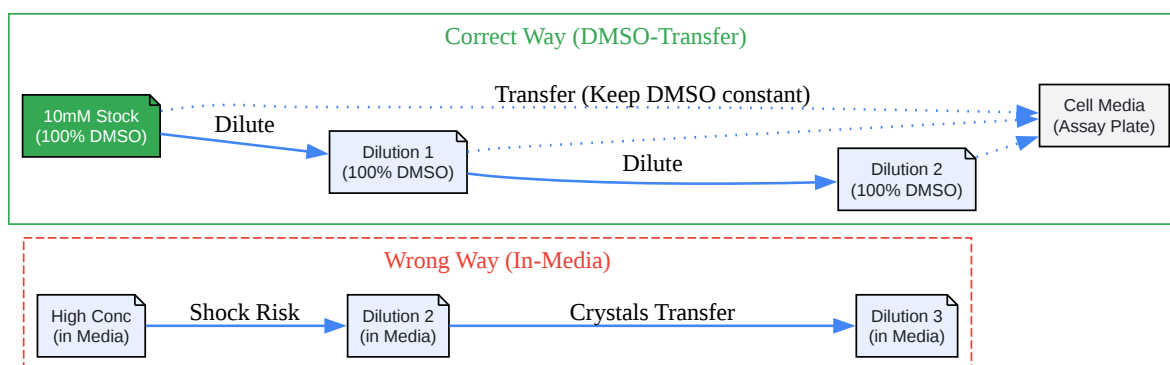 Correct Way (DMSO-Transfer)
10mM Stock
(100% DMSO)
Dilute
Transfer (Keep DMSO constant)
Dilution 1
(100% DMSO)
Dilute
Dilution 2
(100% DMSO)
Cell Media
(Assay Plate)
Wrong Way (In-Media)
High Conc
(in Media)
Shock Risk
Dilution 2
(in Media)
Crystals Transfer
Dilution 3
(in Media)